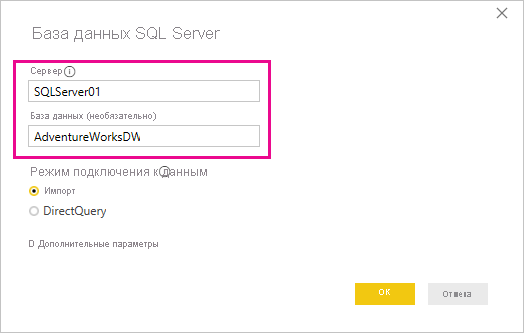 База данных SQL Server
Сервер
SQLServer01
База данных (необязательно)
AdventureWorksDW
Режим подключения к данным
Импорт
DirectQuery
D Дополнительные параметры
OK
Отмена